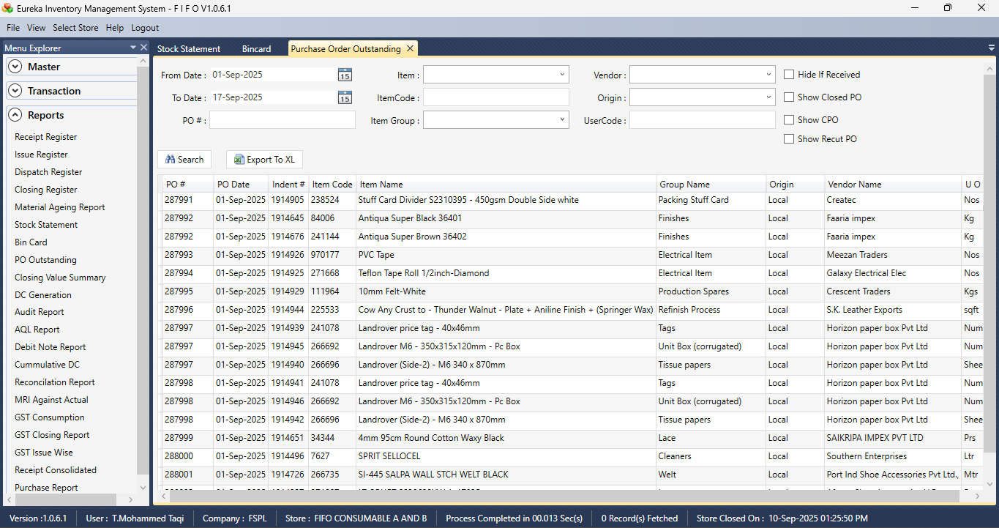 Eureka Inventory Management System - F I F O V1.0.6.1
File View Select Store Help Logout
Menu Explorer
Stock Statement Bincard Purchase Order Outstanding
Master
Transaction
Reports
Receipt Register
Issue Register
Dispatch Register
Closing Register
Material Ageing Report
Stock Statement
Bin Card
PO Outstanding
Closing Value Summary
DC Generation
Audit Report
AQL Report
Debit Note Report
Cummulative DC
Reconcilation Report
MRI Against Actual
GST Consumption
GST Closing Report
GST Issue Wise
Receipt Consolidated
Purchase Report
From Date : 01-Sep-2025 15 Item : Vendor : Hide If Received
To Date : 17-Sep-2025 15 ItemCode : Origin : Show Closed PO
PO # : Item Group : UserCode : Show CPO
Show Recut PO
Search Export To XL
PO # PO Date Indent # Item Code Item Name Group Name Origin Vendor Name U O
287991 01-Sep-2025 1914905 238524 Stuff Card Divider S2310395 - 450gsm Double Side white Packing Stuff Card Local Createc Nos
287992 01-Sep-2025 1914645 84006 Antiqua Super Black 36401 Finishes Local Faaria impex Kg
287992 01-Sep-2025 1914676 241144 Antiqua Super Brown 36402 Finishes Local Faaria impex Kg
287993 01-Sep-2025 1914926 970177 PVC Tape Electrical Item Local Meezan Traders Nos
287994 01-Sep-2025 1914925 271668 Teflon Tape Roll 1/2inch-Diamond Electrical Item Local Galaxy Electrical Elec Nos
287995 01-Sep-2025 1914929 111964 10mm Felt-White Production Spares Local Crescent Traders Kgs
287996 01-Sep-2025 1914944 225533 Cow Any Crust to - Thunder Walnut - Plate + Aniline Finish + (Springer Wax) Refinish Process Local S.K. Leather Exports sqft
287997 01-Sep-2025 1914939 241078 Landrover price tag - 40x46mm Tags Local Horizon paper box Pvt Ltd Num
287997 01-Sep-2025 1914945 266692 Landrover M6 - 350x315x120mm - Pc Box Unit Box (corrugated) Local Horizon paper box Pvt Ltd Num
287997 01-Sep-2025 1914940 266696 Landrover (Side-2) - M6 340 x 870mm Tissue papers Local Horizon paper box Pvt Ltd Shee
287998 01-Sep-2025 1914941 241078 Landrover price tag - 40x46mm Tags Local Horizon paper box Pvt Ltd Num
287998 01-Sep-2025 1914946 266692 Landrover M6 - 350x315x120mm - Pc Box Unit Box (corrugated) Local Horizon paper box Pvt Ltd Num
287998 01-Sep-2025 1914942 266696 Landrover (Side-2) - M6 340 x 870mm Tissue papers Local Horizon paper box Pvt Ltd Shee
287999 01-Sep-2025 1914651 34344 4mm 95cm Round Cotton Waxy Black Lace Local SAIKRIPA IMPEX PVT LTD Prs
288000 01-Sep-2025 1914496 7627 SPRIT SELLOCEL Cleaners Local Southern Enterprises Ltr
288001 01-Sep-2025 1914726 266735 SI-445 SALPA WALL STCH WELT BLACK Welt Local Port Ind Shoe Accessories Pvt Ltd., Mtr
Version :1.0.6.1 User : T.Mohammed Taqi Company : FSPL Store : FIFO CONSUMABLE A AND B Process Completed in 00.013 Sec(s) 0 Record(s) Fetched Store Closed On : 10-Sep-2025 01:25:50 PM